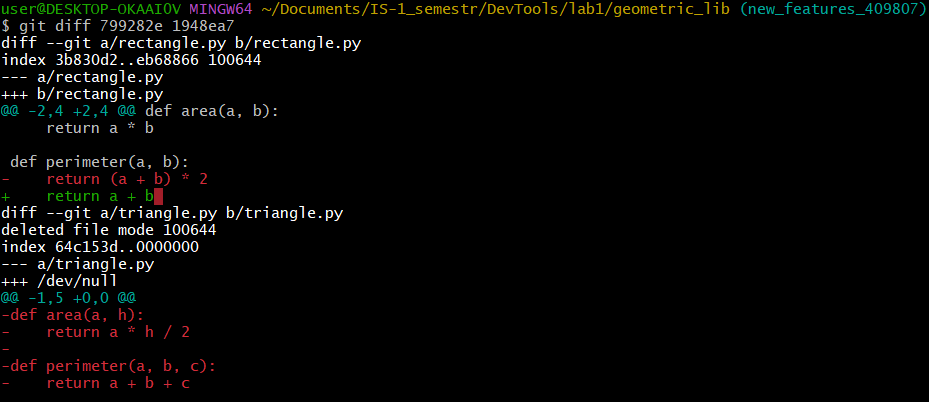 user@DESKTOP-OKAAIOV MINGW64 ~/Documents/IS-1_semestr/DevTools/lab1/geometric_lib (new_features_409807)
$ git diff 799282e 1948ea7
diff --git a/rectangle.py b/rectangle.py
index 3b830d2..eb68866 100644
--- a/rectangle.py
+++ b/rectangle.py
@@ -2,4 +2,4 @@ def area(a, b):
     return a * b

 def perimeter(a, b):
-    return (a + b) * 2
+    return a + b
diff --git a/triangle.py b/triangle.py
deleted file mode 100644
index 64c153d..0000000
--- a/triangle.py
+++ /dev/null
@@ -1,5 +0,0 @@
-def area(a, h):
-    return a * h / 2
-
-def perimeter(a, b, c):
-    return a + b + c